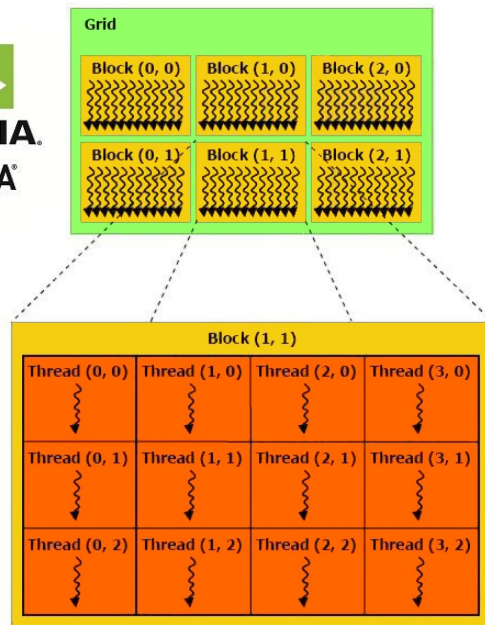 Grid
Block (0, 0) Block (1, 0) Block (2, 0)
IA.
Block (0, 1) Block (1, 1) Block (2, 1)
A®
Block (1, 1)
Thread (0, 0) Thread (1, 0) Thread (2, 0) Thread (3, 0)
Thread (0, 1) Thread (1, 1) Thread (2, 1) Thread (3, 1)
Thread (0, 2) Thread (1, 2) Thread (2, 2) Thread (3, 2)